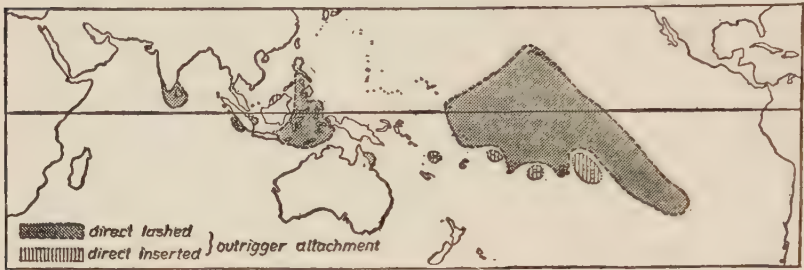 direct lashed
direct inserted } outrigger attachment